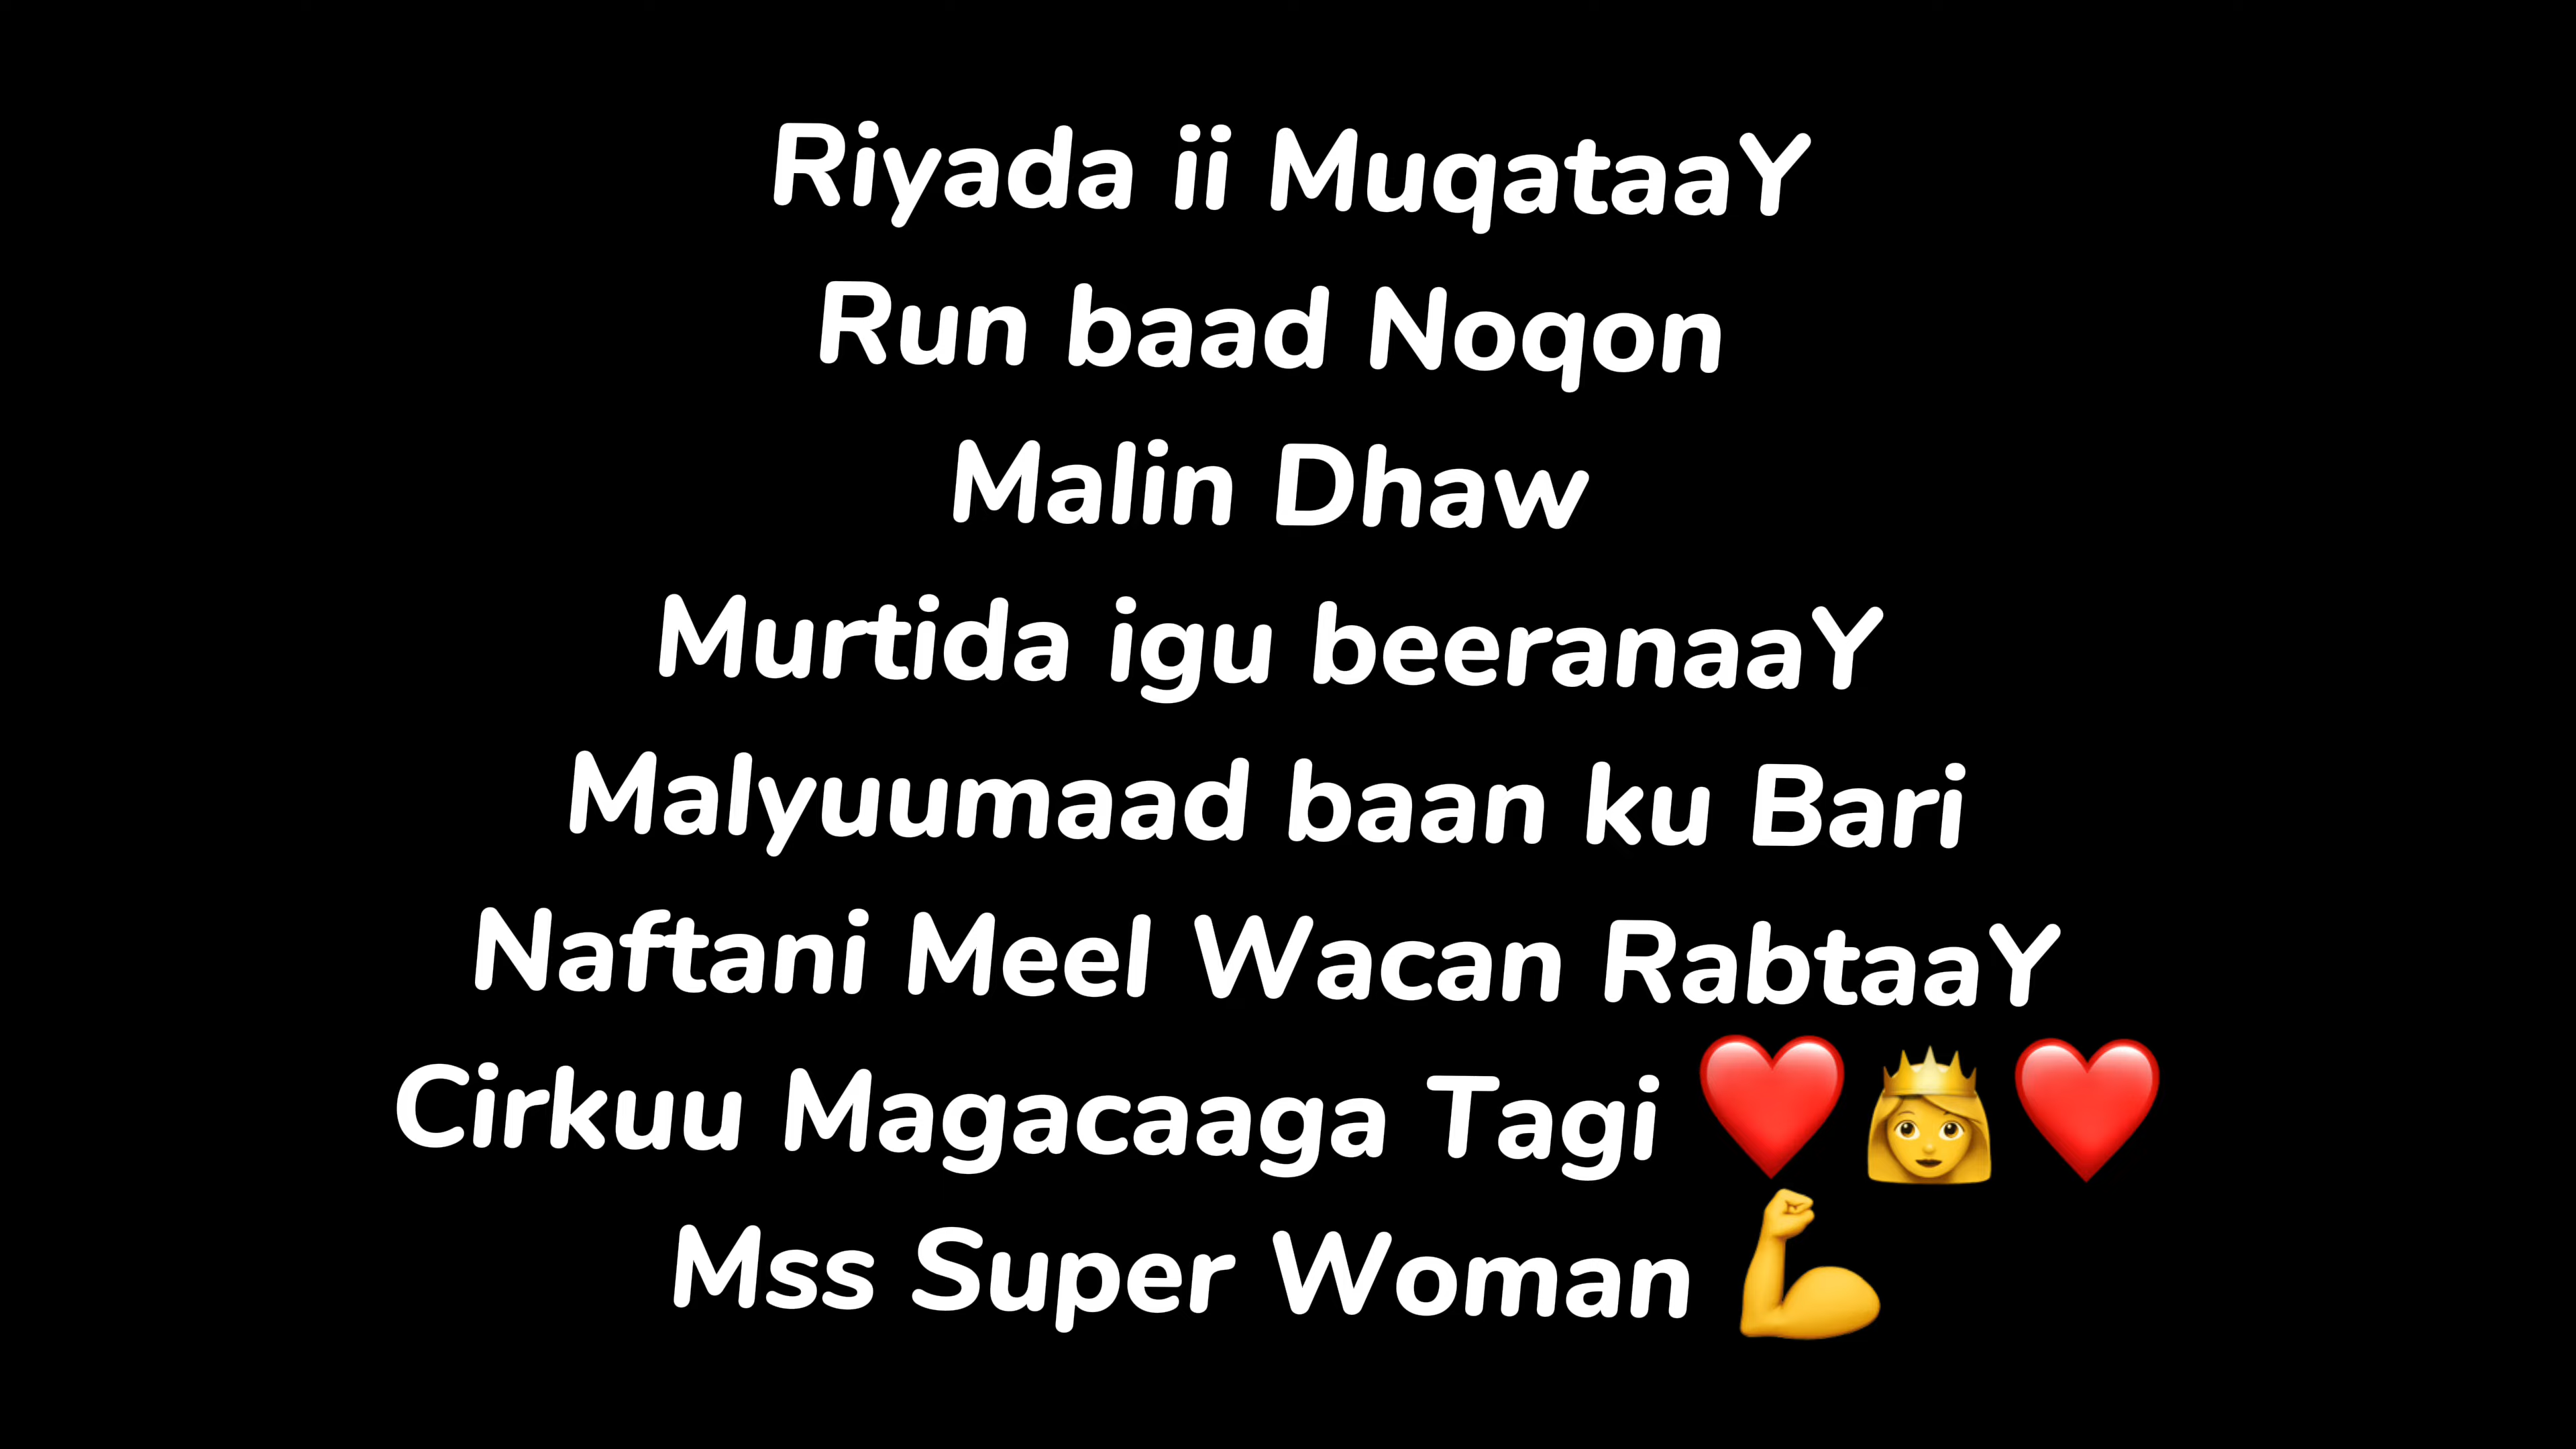 Riyada ii MuqataaY
Run baad Noqon
Malin Dhaw
Murtida igu beeranaaY
Malyuumaad baan ku Bari
Naftani Meel Wacan RabtaaY
Cirkuu Magacaaga Tagi ❤️👸❤️
Mss Super Woman 💪